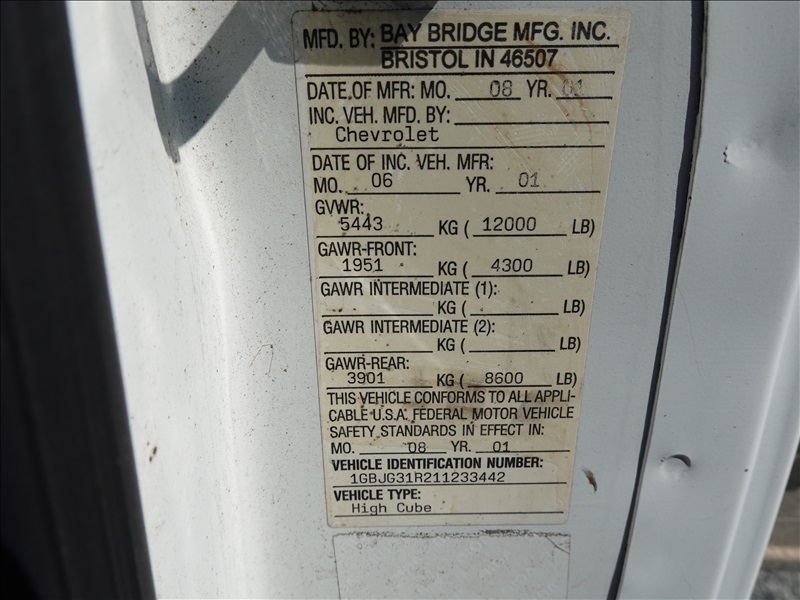 MFD. BY: BAY BRIDGE MFG. INC.
BRISTOL IN 46507
DATE OF MFR: MO. 08 YR. 01
INC. VEH. MFD. BY:
Chevrolet
DATE OF INC. VEH. MFR:
MO. 06 YR. 01
GVWR:
5443 KG ( 12000 LB)
GAWR-FRONT:
1951 KG ( 4300 LB)
GAWR INTERMEDIATE (1):
KG ( LB)
GAWR INTERMEDIATE (2):
KG ( LB)
GAWR-REAR:
3901 KG ( 8600 LB)
THIS VEHICLE CONFORMS TO ALL APPLI-
CABLE U.S.A. FEDERAL MOTOR VEHICLE
SAFETY STANDARDS IN EFFECT IN:
MO. 08 YR. 01
VEHICLE IDENTIFICATION NUMBER:
1GBJG31R211233442
VEHICLE TYPE:
High Cube